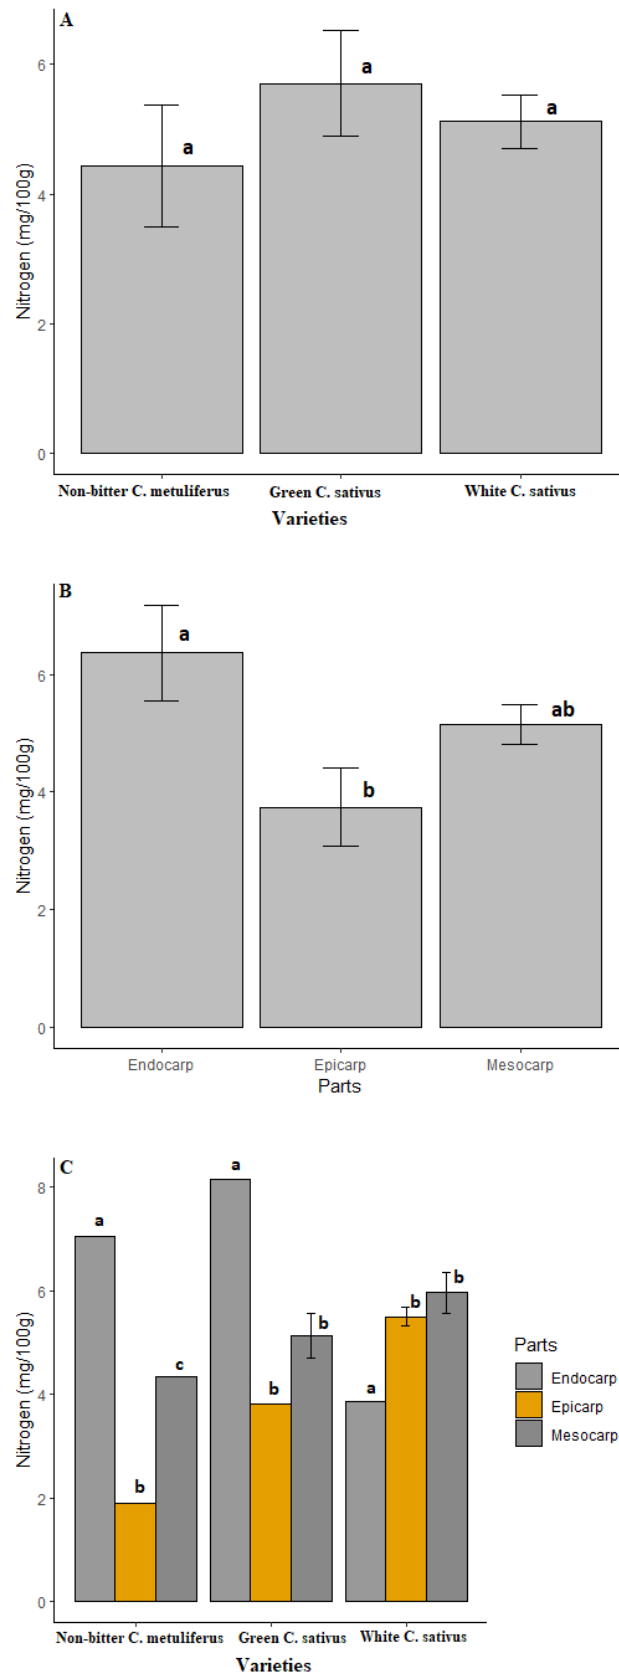 A
6
4
2
0
Nitrogen (mg/100g)
a
a
a
Non-bitter C. metuliferus Green C. sativus White C. sativus
Varieties
B
6
4
2
0
Nitrogen (mg/100g)
a
b
ab
Endocarp Epicarp Mesocarp
Parts
C
8
6
4
2
0
Nitrogen (mg/100g)
a
b
c
a
b
b
a
b
b
Parts
Endocarp
Epicarp
Mesocarp
Non-bitter C. metuliferus Green C. sativus White C. sativus
Varieties